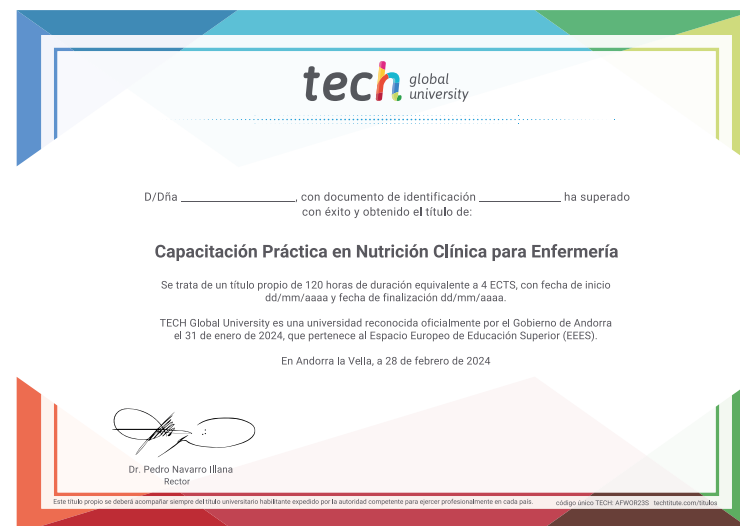 tech global university
D/Dña ____________________, con documento de identificación ______________ ha superado
con éxito y obtenido el título de:
Capacitación Práctica en Nutrición Clínica para Enfermería
Se trata de un título propio de 120 horas de duración equivalente a 4 ECTS, con fecha de inicio
dd/mm/aaaa y fecha de finalización dd/mm/aaaa.
TECH Global University es una universidad reconocida oficialmente por el Gobierno de Andorra
el 31 de enero de 2024, que pertenece al Espacio Europeo de Educación Superior (EEES).
En Andorra la Vella, a 28 de febrero de 2024
Dr. Pedro Navarro Illana
Rector
Este título propio se deberá acompañar siempre del título universitario habilitante expedido por la autoridad competente para ejercer profesionalmente en cada país. código único TECH: AFWOR23S techtitute.com/titulos